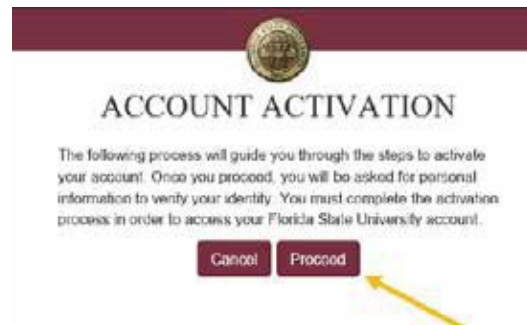 ACCOUNT ACTIVATION
The following process will guide you through the steps to activate
your account. Once you proceed, you will be asked for personal
information to verify your identity. You must complete the activation
process in order to access your Florida State University account.
Cancel Proceed